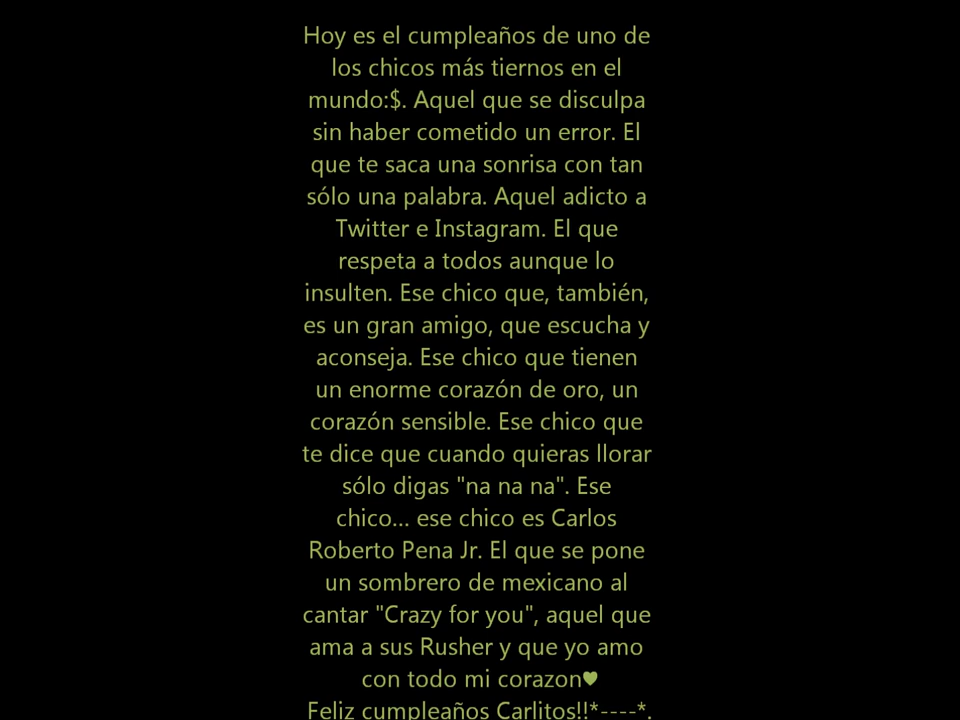 Hoy es el cumpleaños de uno de
los chicos más tiernos en el
mundo:$. Aquel que se disculpa
sin haber cometido un error. El
que te saca una sonrisa con tan
sólo una palabra. Aquel adicto a
Twitter e Instagram. El que
respeta a todos aunque lo
insulten. Ese chico que, también,
es un gran amigo, que escucha y
aconseja. Ese chico que tienen
un enorme corazón de oro, un
corazón sensible. Ese chico que
te dice que cuando quieras llorar
sólo digas "na na na". Ese
chico... ese chico es Carlos
Roberto Pena Jr. El que se pone
un sombrero de mexicano al
cantar "Crazy for you", aquel que
ama a sus Rusher y que yo amo
con todo mi corazon♥
Feliz cumpleaños Carlitos!!*----*.